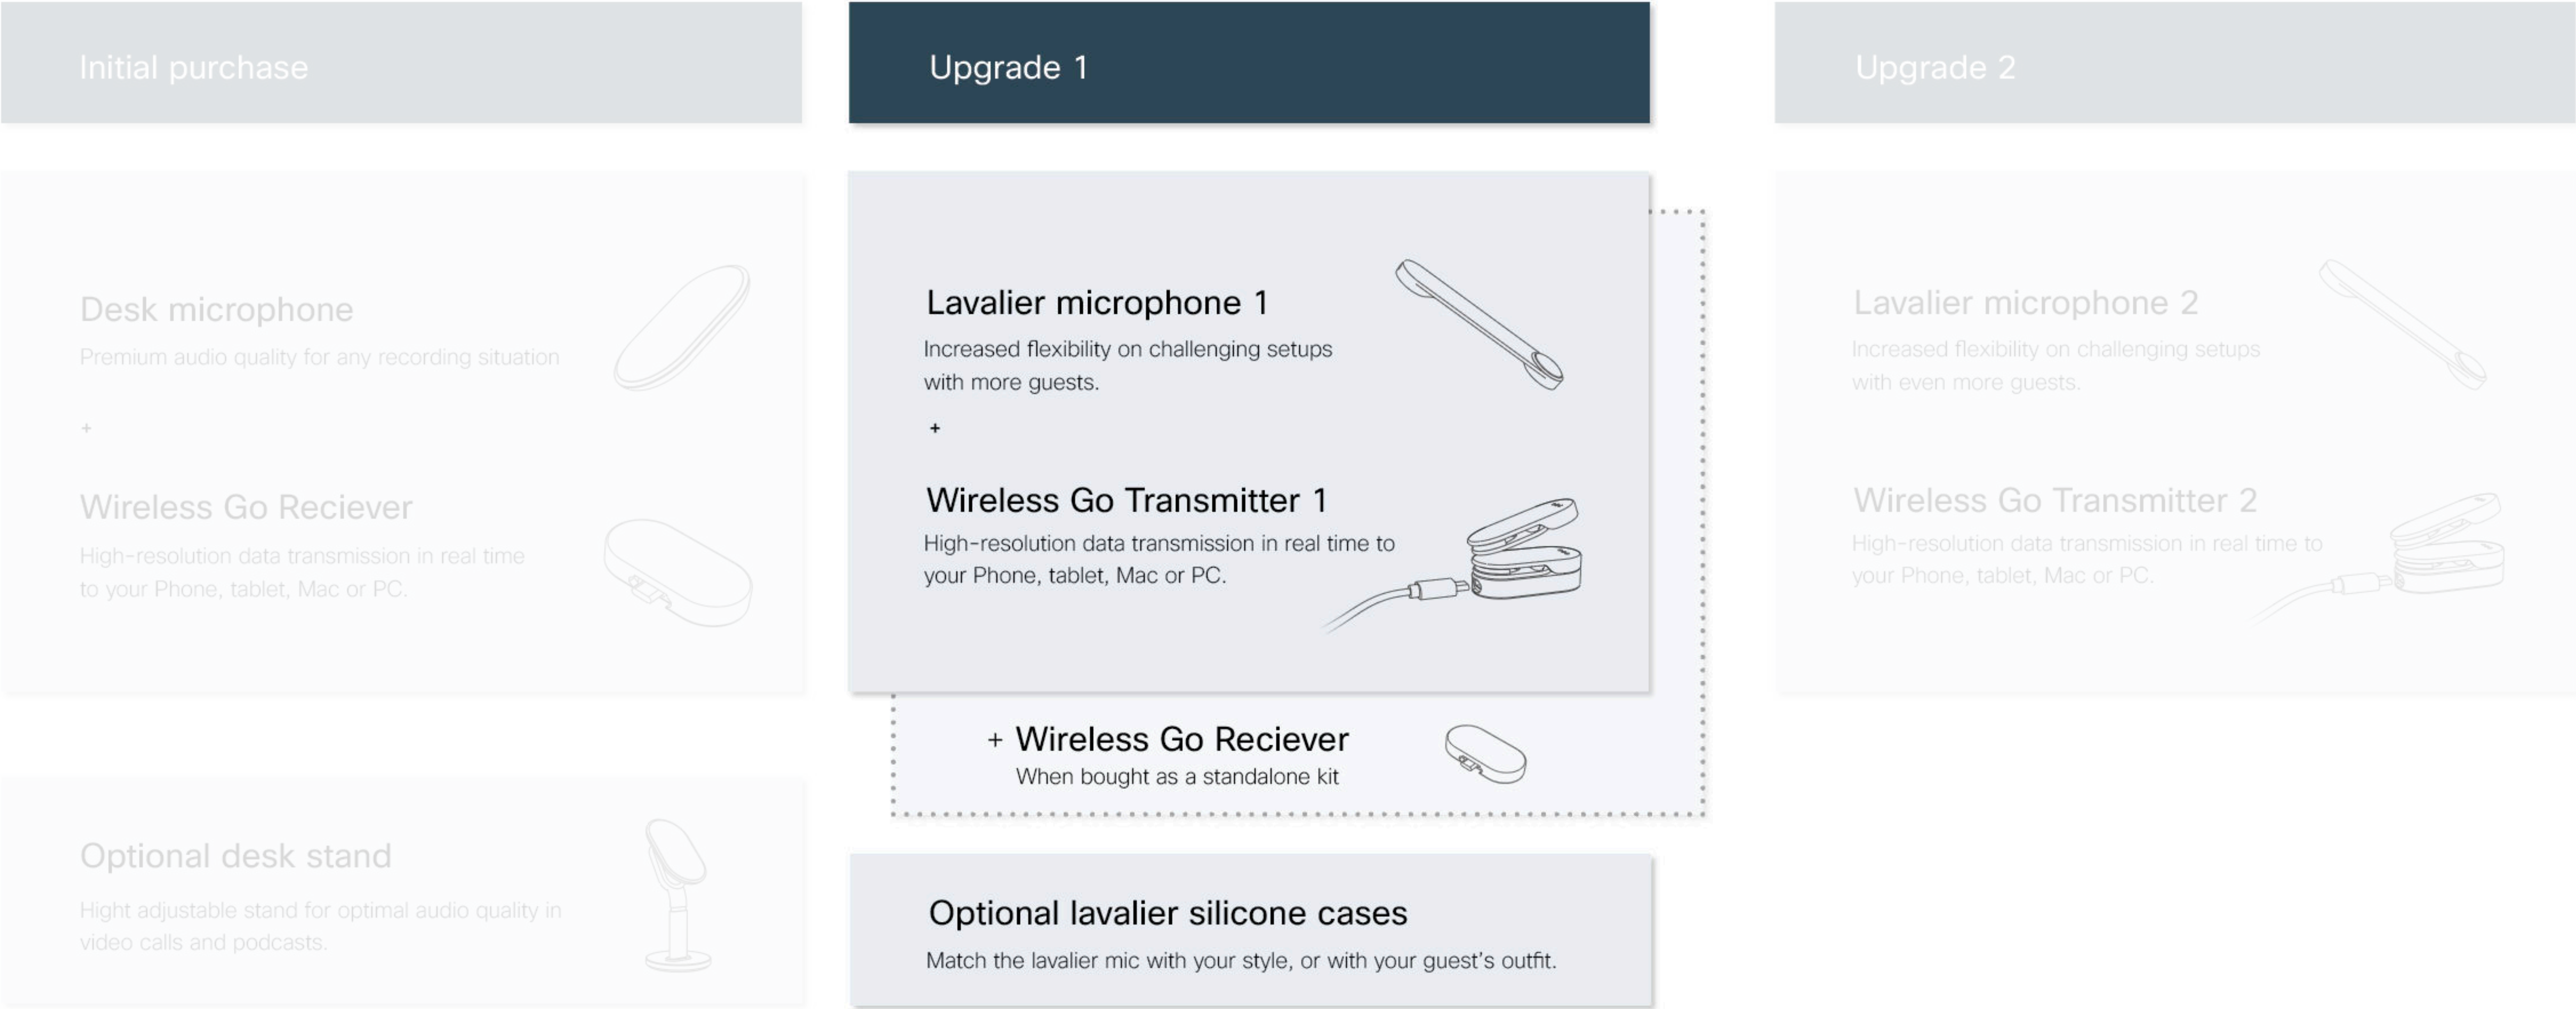 Initial purchase
Desk microphone
Premium audio quality for any recording situation
+
Wireless Go Reciever
High-resolution data transmission in real time
to your Phone, tablet, Mac or PC.
Optional desk stand
Hight adjustable stand for optimal audio quality in
video calls and podcasts.
Upgrade 1
Lavalier microphone 1
Increased flexibility on challenging setups
with more guests.
+
Wireless Go Transmitter 1
High-resolution data transmission in real time to
your Phone, tablet, Mac or PC.
+ Wireless Go Reciever
When bought as a standalone kit
Optional lavalier silicone cases
Match the lavalier mic with your style, or with your guest's outfit.
Upgrade 2
Lavalier microphone 2
Increased flexibility on challenging setups
with even more guests.
Wireless Go Transmitter 2
High-resolution data transmission in real time to
your Phone, tablet, Mac or PC.